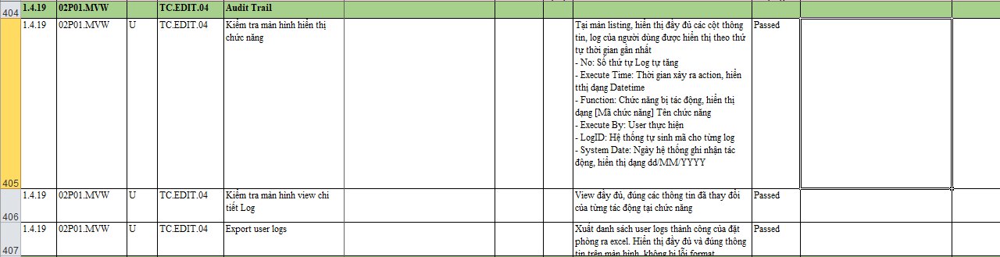 404 1.4.19 02P01.MVW TC.EDIT.04 Audit Trail
405 1.4.19 02P01.MVW U TC.EDIT.04 Kiểm tra màn hình hiển thị
chức năng
Tại màn listing, hiển thị đầy đủ các cột thông
tin, log của người dùng được hiển thị theo thứ
tự thời gian gần nhất
- No: Số thứ tự Log tự tăng
- Execute Time: Thời gian xảy ra action, hiển
tthị dạng Datetime
- Function: Chức năng bị tác động, hiển thị
dạng [Mã chức năng] Tên chức năng
- Execute By: User thực hiện
- LogID: Hệ thống tự sinh mã cho từng log
- System Date: Ngày hệ thống ghi nhận tác
động, hiển thị dạng dd/MM/YYYY
Passed
406 1.4.19 02P01.MVW U TC.EDIT.04 Kiểm tra màn hình view chi
tiết Log
View đầy đủ, đúng các thông tin đã thay đổi
của từng tác động tại chức năng
Passed
407 1.4.19 02P01.MVW U TC.EDIT.04 Export user logs
Xuất danh sách user logs thành công của đặt
phòng ra excel. Hiển thị đầy đủ và đúng thông
tin trên màn hình, không bị lỗi format
Passed